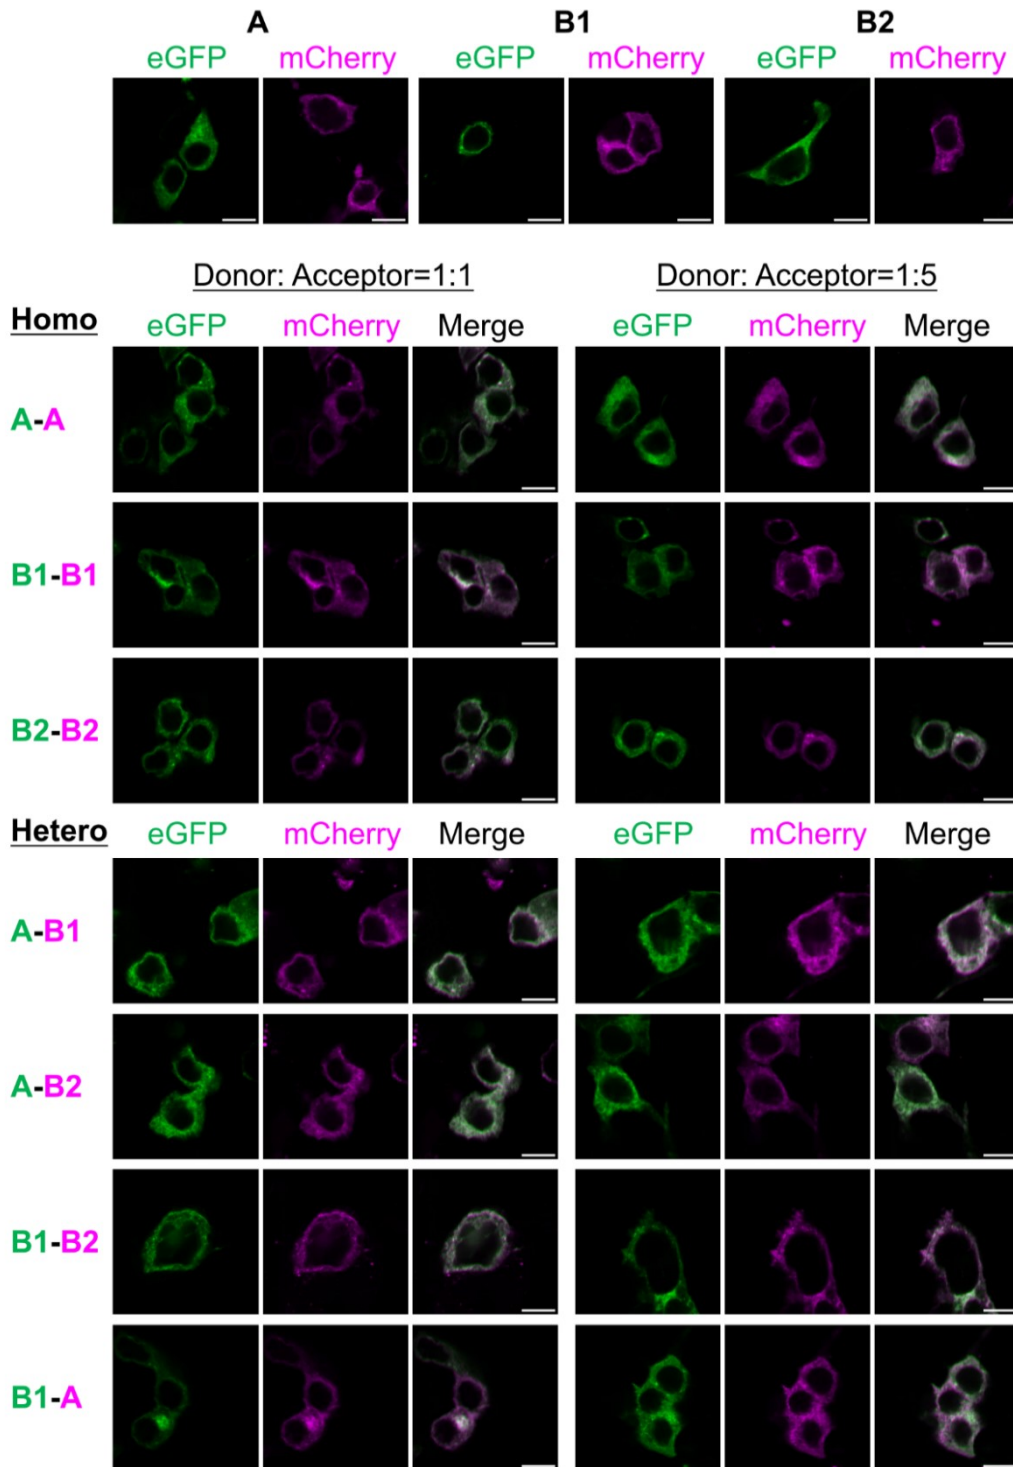 A B1 B2
eGFP mCherry eGFP mCherry eGFP mCherry
Donor: Acceptor=1:1 Donor: Acceptor=1:5
Homo eGFP mCherry Merge eGFP mCherry Merge
A-A
B1-B1
B2-B2
Hetero eGFP mCherry Merge eGFP mCherry Merge
A-B1
A-B2
B1-B2
B1-A